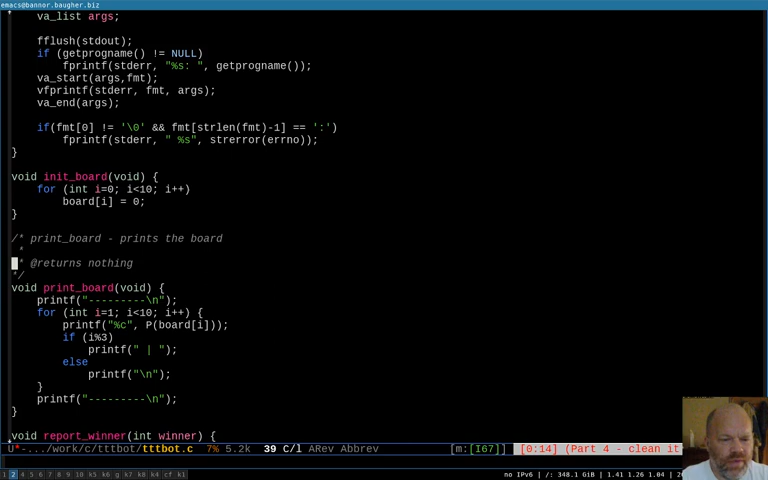 emacs@bannor.baugher.biz
va_list args;
fflush(stdout);
if (getprogname() != NULL)
fprintf(stderr, "%s: ", getprogname());
va_start(args,fmt);
vfprintf(stderr, fmt, args);
va_end(args);
if(fmt[0] != '\0' && fmt[strlen(fmt)-1] == ':')
fprintf(stderr, " %s", strerror(errno));
}
void init_board(void) {
for (int i=0; i<10; i++)
board[i] = 0;
}
/* print_board - prints the board
*
* @returns nothing
*/
void print_board(void) {
printf("---------\n");
for (int i=1; i<10; i++) {
printf("%c", P(board[i]));
if (i%3)
printf(" | ");
else
printf("\n");
}
printf("---------\n");
}
void report_winner(int winner) {
U*-.../work/c/tttbot/tttbot.c 7% 5.2k 39 C/l ARev Abbrev [m:[I67]] [0:14] (Part 4 - clean it
1 2 4 5 6 7 8 9 10 k5 k6 g k7 k8 k4 cf k1 no IPv6 | /: 348.1 GiB | 1.41 1.26 1.04 |